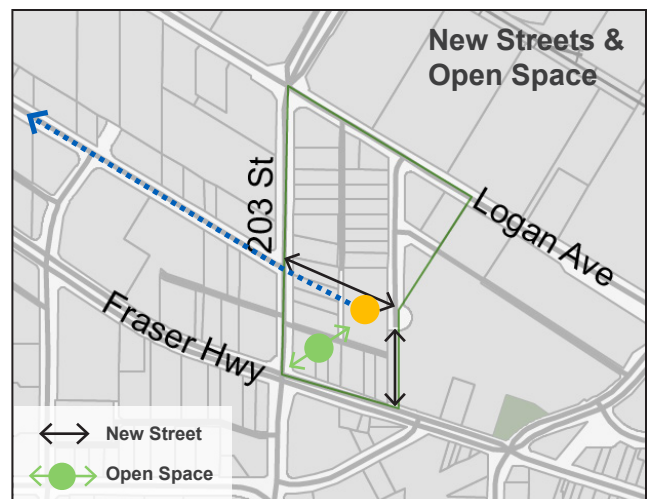 New Streets &
Open Space
203 St
Logan Ave
Fraser Hwy
New Street
Open Space